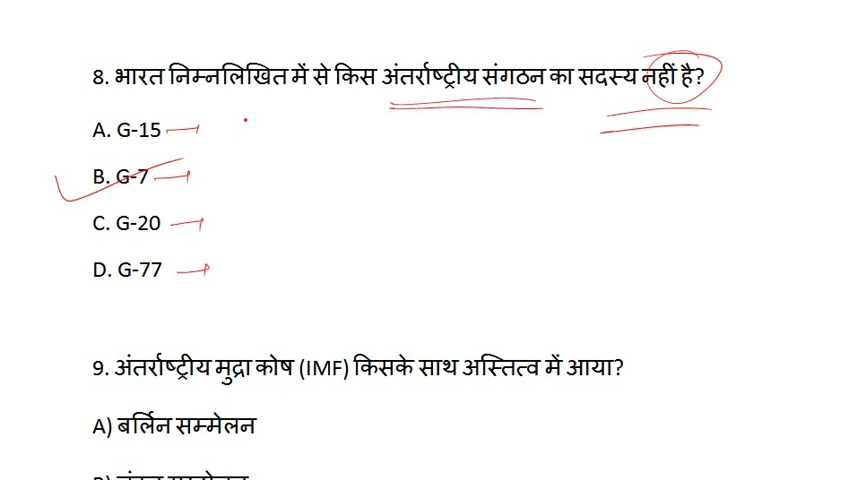 8. भारत निम्नलिखित में से किस अंतर्राष्ट्रीय संगठन का सदस्य नहीं है?
A. G-15
B. G-7
C. G-20
D. G-77
9. अंतर्राष्ट्रीय मुद्रा कोष (IMF) किसके साथ अस्तित्व में आया?
A) बर्लिन सम्मेलन